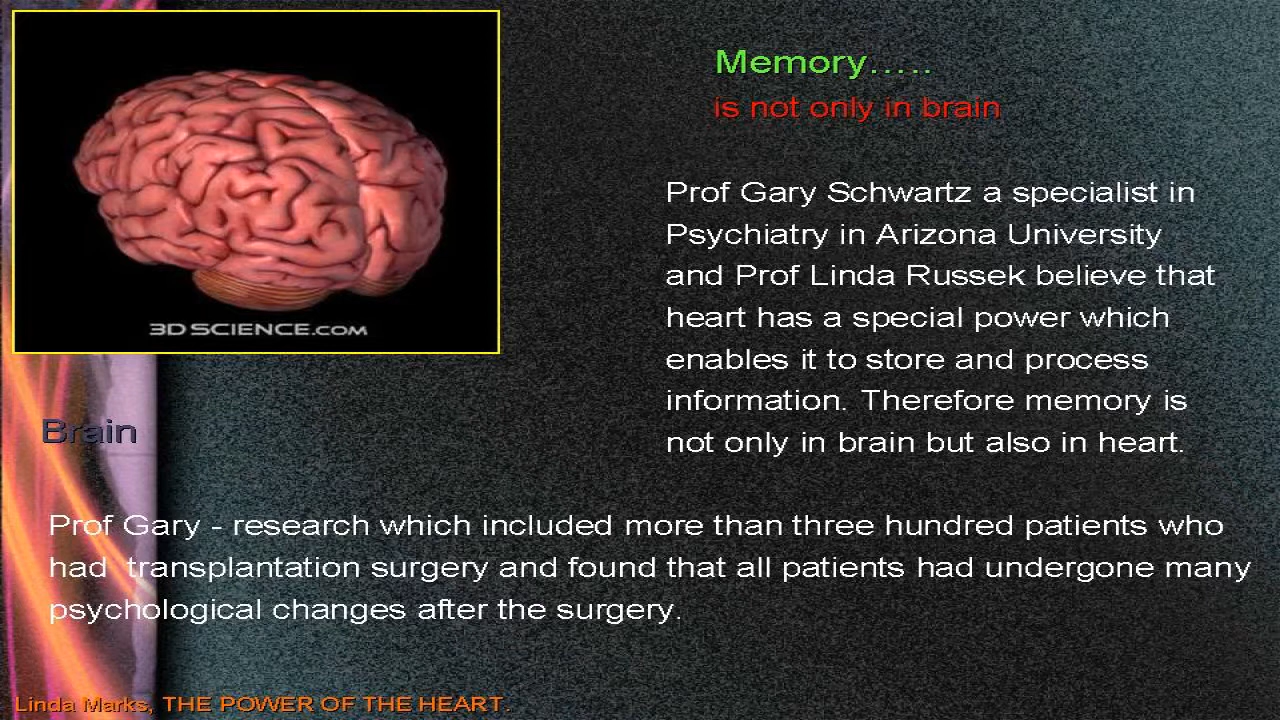 Memory…..
is not only in brain
Prof Gary Schwartz a specialist in
Psychiatry in Arizona University
and Prof Linda Russek believe that
heart has a special power which
enables it to store and process
information. Therefore memory is
not only in brain but also in heart.
3DSCIENCE.COM
Brain
Prof Gary - research which included more than three hundred patients who
had  transplantation surgery and found that all patients had undergone many
psychological changes after the surgery.
Linda Marks, THE POWER OF THE HEART.